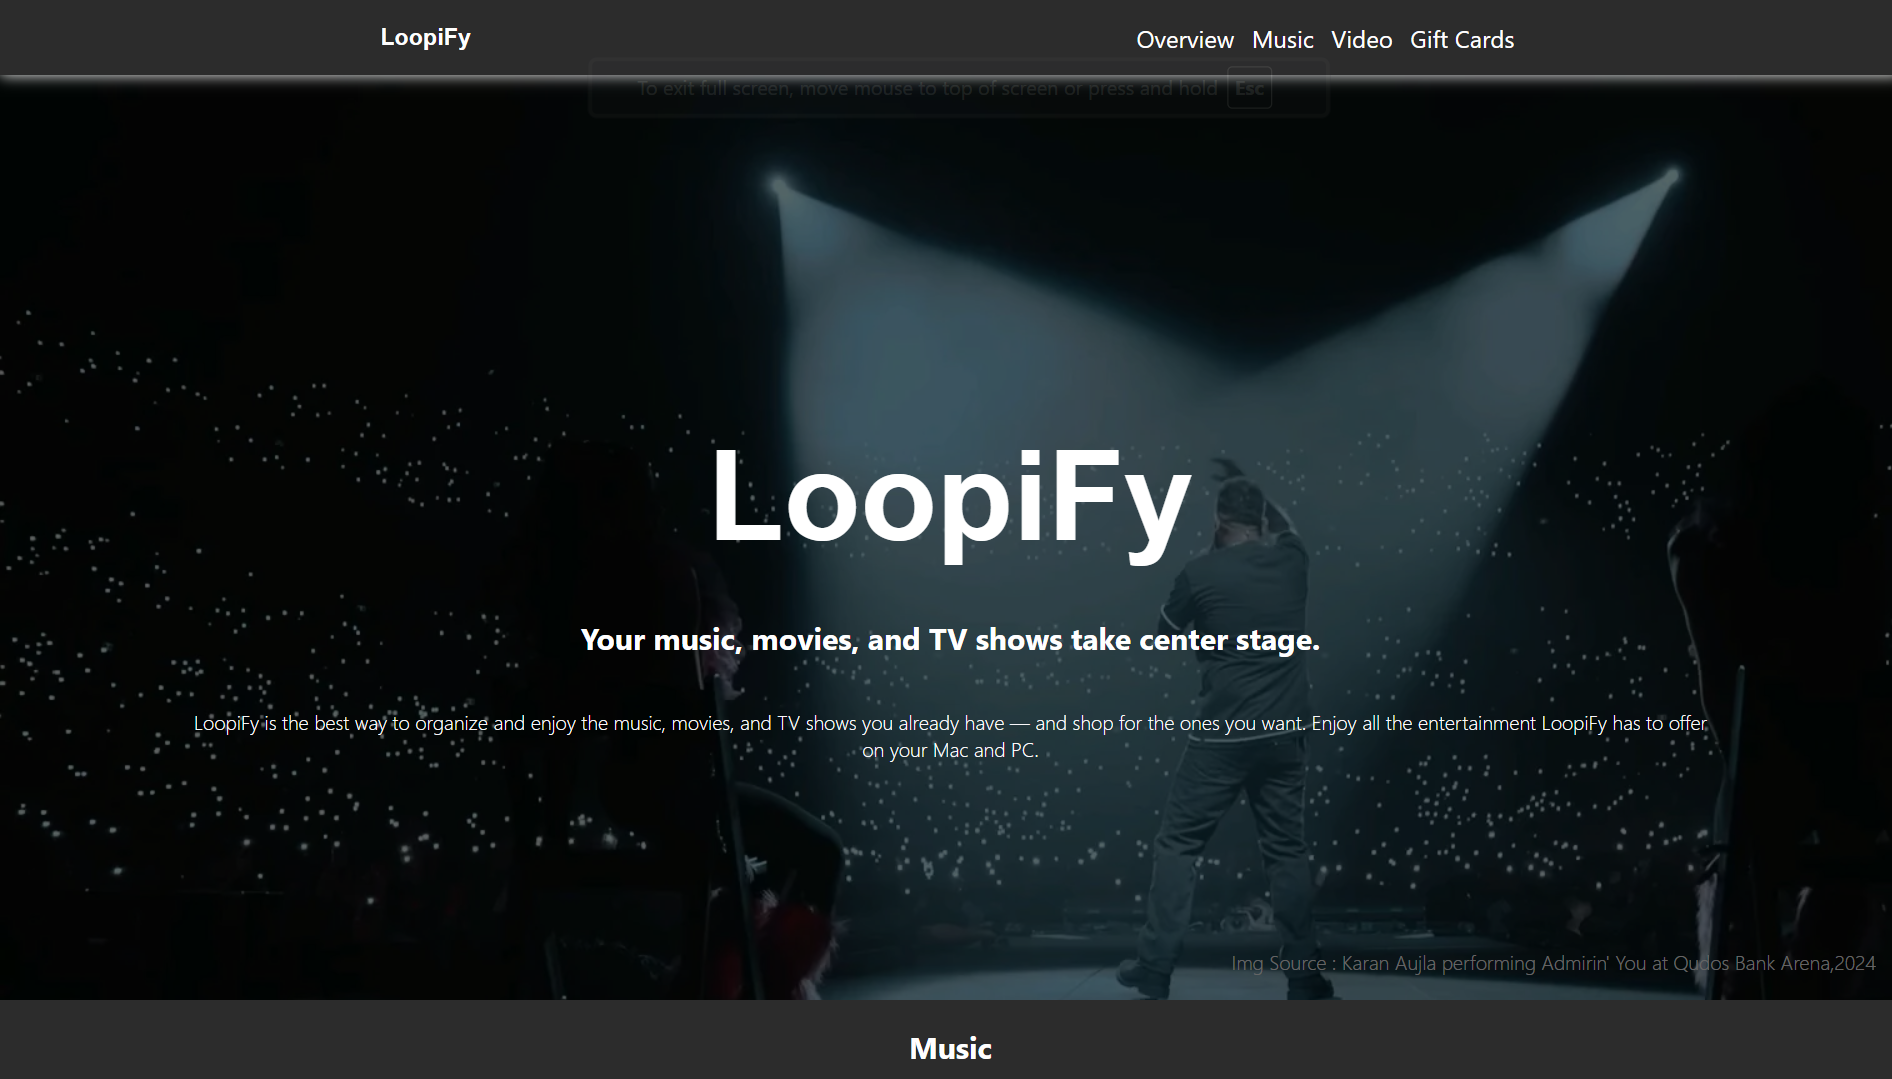 LoopiFy
Overview Music Video Gift Cards
To exit full screen, move mouse to top of screen or press and hold Esc
LoopiFy
Your music, movies, and TV shows take center stage.
LoopiFy is the best way to organize and enjoy the music, movies, and TV shows you already have — and shop for the ones you want. Enjoy all the entertainment LoopiFy has to offer
on your Mac and PC.
Img Source : Karan Aujla performing Admirin' You at Qudos Bank Arena,2024
Music